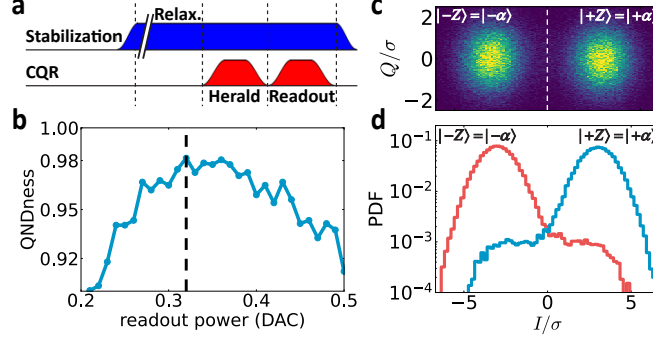 a
Relax.
Stabilization
CQR
Herald
Readout
b
1.00
0.98
0.95
0.92
QNDness
0.2
0.3
0.4
0.5
readout power (DAC)
c
|−Z⟩=|−α⟩
|+Z⟩=|+α⟩
2
0
−2
Q/σ
d
|−Z⟩=|−α⟩
|+Z⟩=|+α⟩
10⁻¹
10⁻²
10⁻³
10⁻⁴
PDF
−5
0
5
I/σ